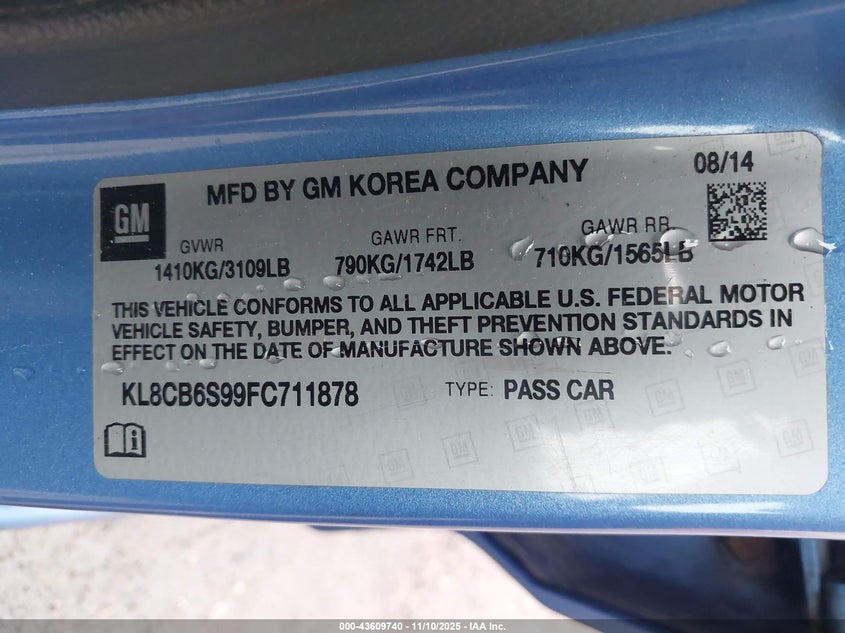 MFD BY GM KOREA COMPANY 08/14
GM
GVWR GAWR FRT. GAWR RR.
1410KG/3109LB 790KG/1742LB 710KG/1565LB
THIS VEHICLE CONFORMS TO ALL APPLICABLE U.S. FEDERAL MOTOR
VEHICLE SAFETY, BUMPER, AND THEFT PREVENTION STANDARDS IN
EFFECT ON THE DATE OF MANUFACTURE SHOWN ABOVE.
KL8CB6S99FC711878 TYPE: PASS CAR
000-43609740 - 11/10/2025 - IAA Inc.